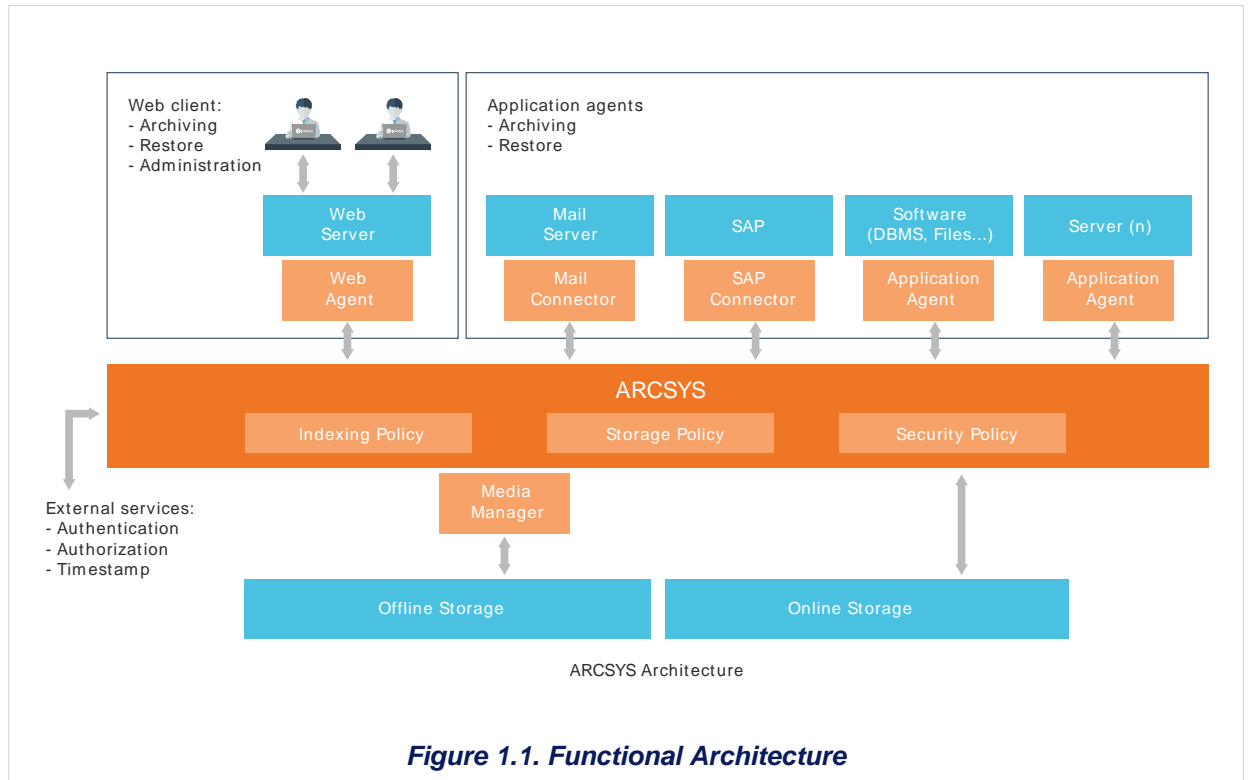 Web client:
- Archiving
- Restore
- Administration
Application agents
- Archiving
- Restore
Web
Server
Mail
Server
SAP
Software
(DBMS, Files...)
Server (n)
Web
Agent
Mail
Connector
SAP
Connector
Application
Agent
Application
Agent
ARCSYS
Indexing Policy
Storage Policy
Security Policy
Media
Manager
External services:
- Authentication
- Authorization
- Timestamp
Offline Storage
Online Storage
ARCSYS Architecture
Figure 1.1. Functional Architecture